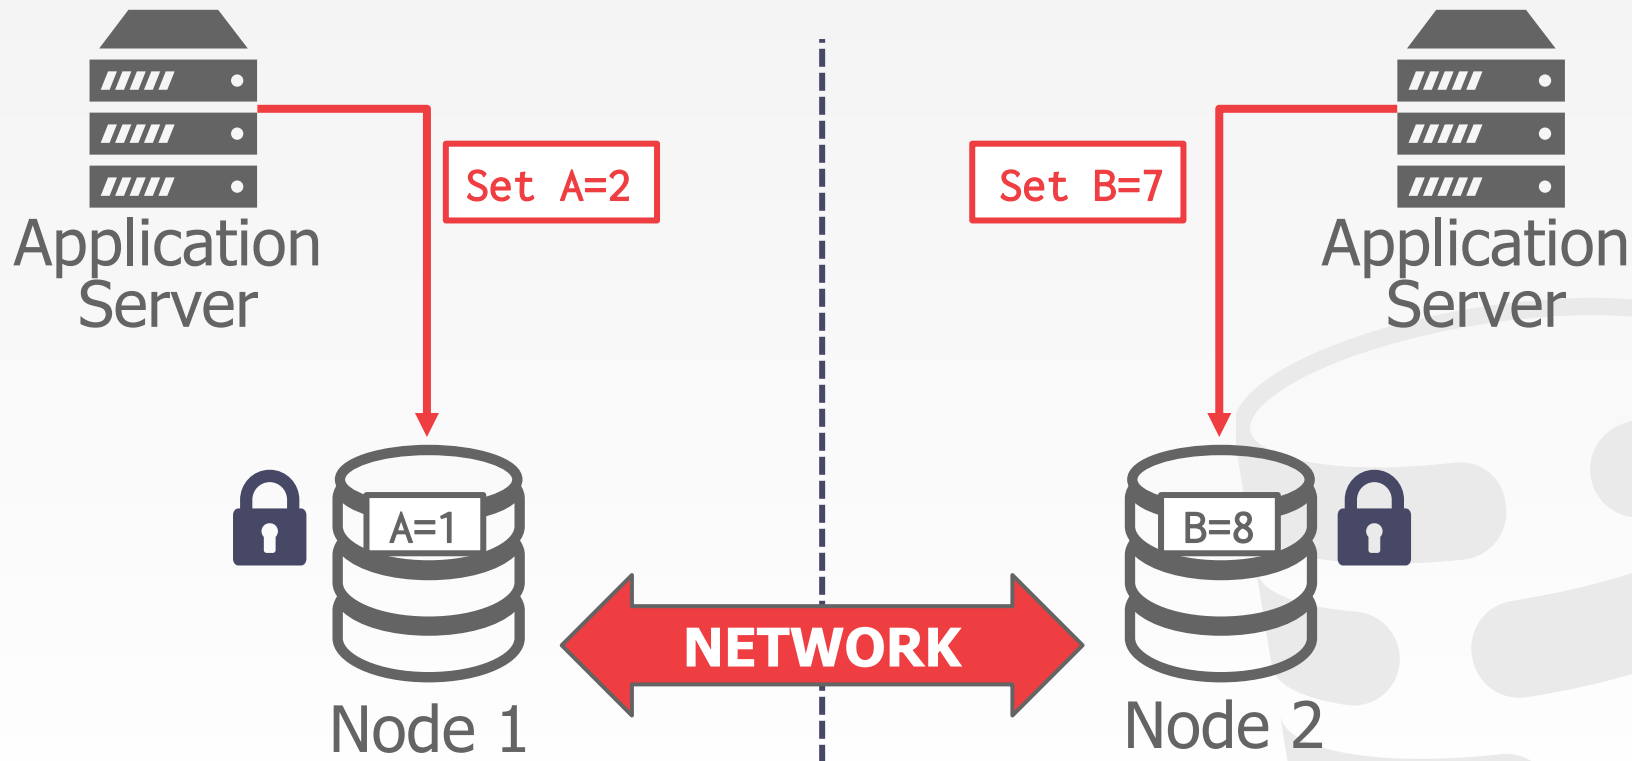 Set A=2
Set B=7
Application
Server
Application
Server
A=1
B=8
NETWORK
Node 1
Node 2